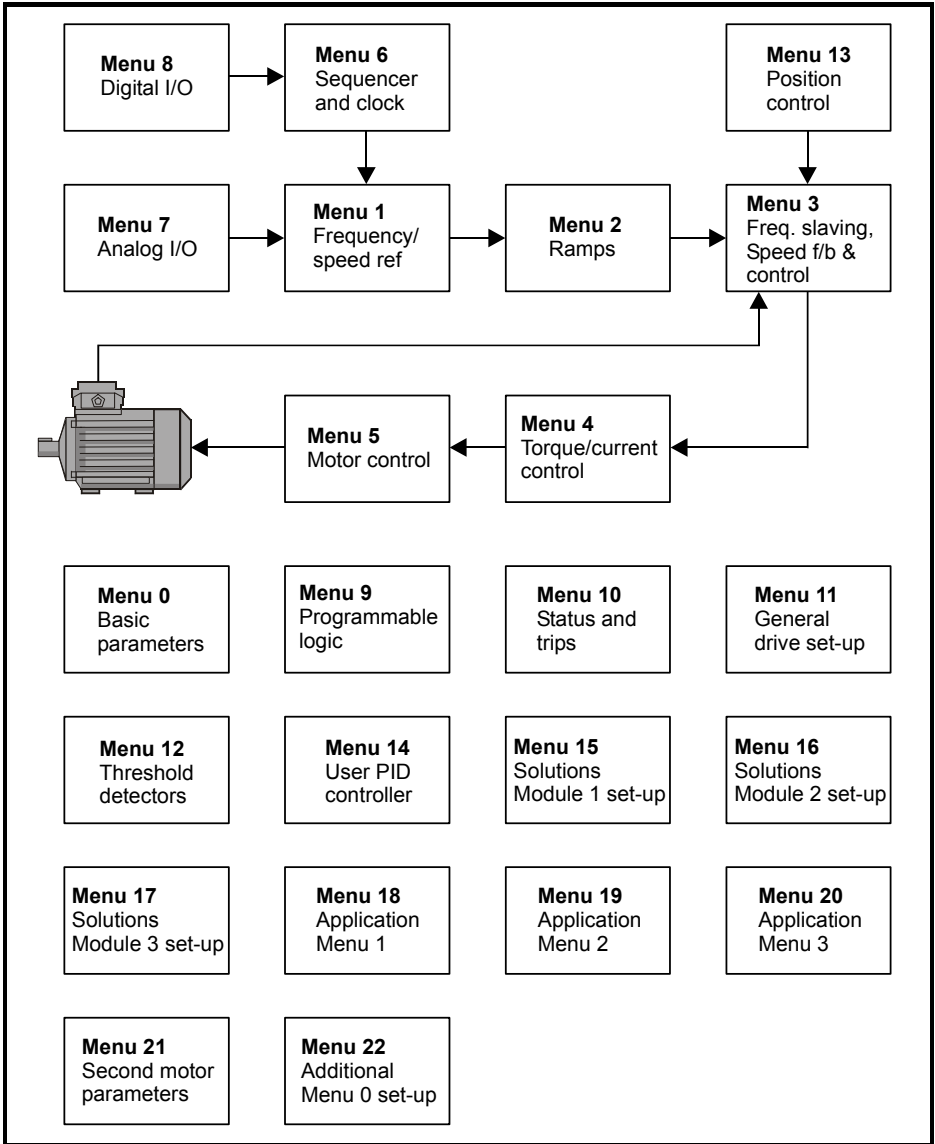 Menu 8
Digital I/O
Menu 6
Sequencer
and clock
Menu 13
Position
control
Menu 7
Analog I/O
Menu 1
Frequency/
speed ref
Menu 2
Ramps
Menu 3
Freq. slaving,
Speed f/b &
control
Menu 5
Motor control
Menu 4
Torque/current
control
Menu 0
Basic
parameters
Menu 9
Programmable
logic
Menu 10
Status and
trips
Menu 11
General
drive set-up
Menu 12
Threshold
detectors
Menu 14
User PID
controller
Menu 15
Solutions
Module 1 set-up
Menu 16
Solutions
Module 2 set-up
Menu 17
Solutions
Module 3 set-up
Menu 18
Application
Menu 1
Menu 19
Application
Menu 2
Menu 20
Application
Menu 3
Menu 21
Second motor
parameters
Menu 22
Additional
Menu 0 set-up